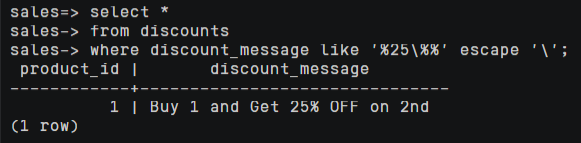 sales=> select *
sales-> from discounts
sales-> where discount_message like '%25\%%' escape '\';
 product_id |       discount_message
------------+-------------------------------
          1 | Buy 1 and Get 25% OFF on 2nd
(1 row)